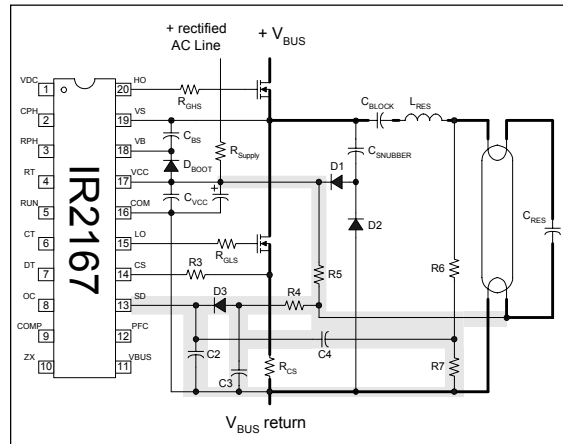 + rectified
AC Line
+ VBUS
VDC 1
20 HO
RGHS
CPH 2
19 VS
CBLOCK
LRES
CBS
RPH 3
18 VB
RSupply
CSNUBBER
DBOOT
RT 4
17 VCC
D1
RUN 5
16 COM
CVCC
+
CRES
IR2167
D2
CT 6
15 LO
RGLS
R5
R6
DT 7
14 CS
R3
OC 8
13 SD
D3
R4
COMP 9
12 PFC
C4
ZX 10
11 VBUS
C2
C3
RCS
R7
VBUS return